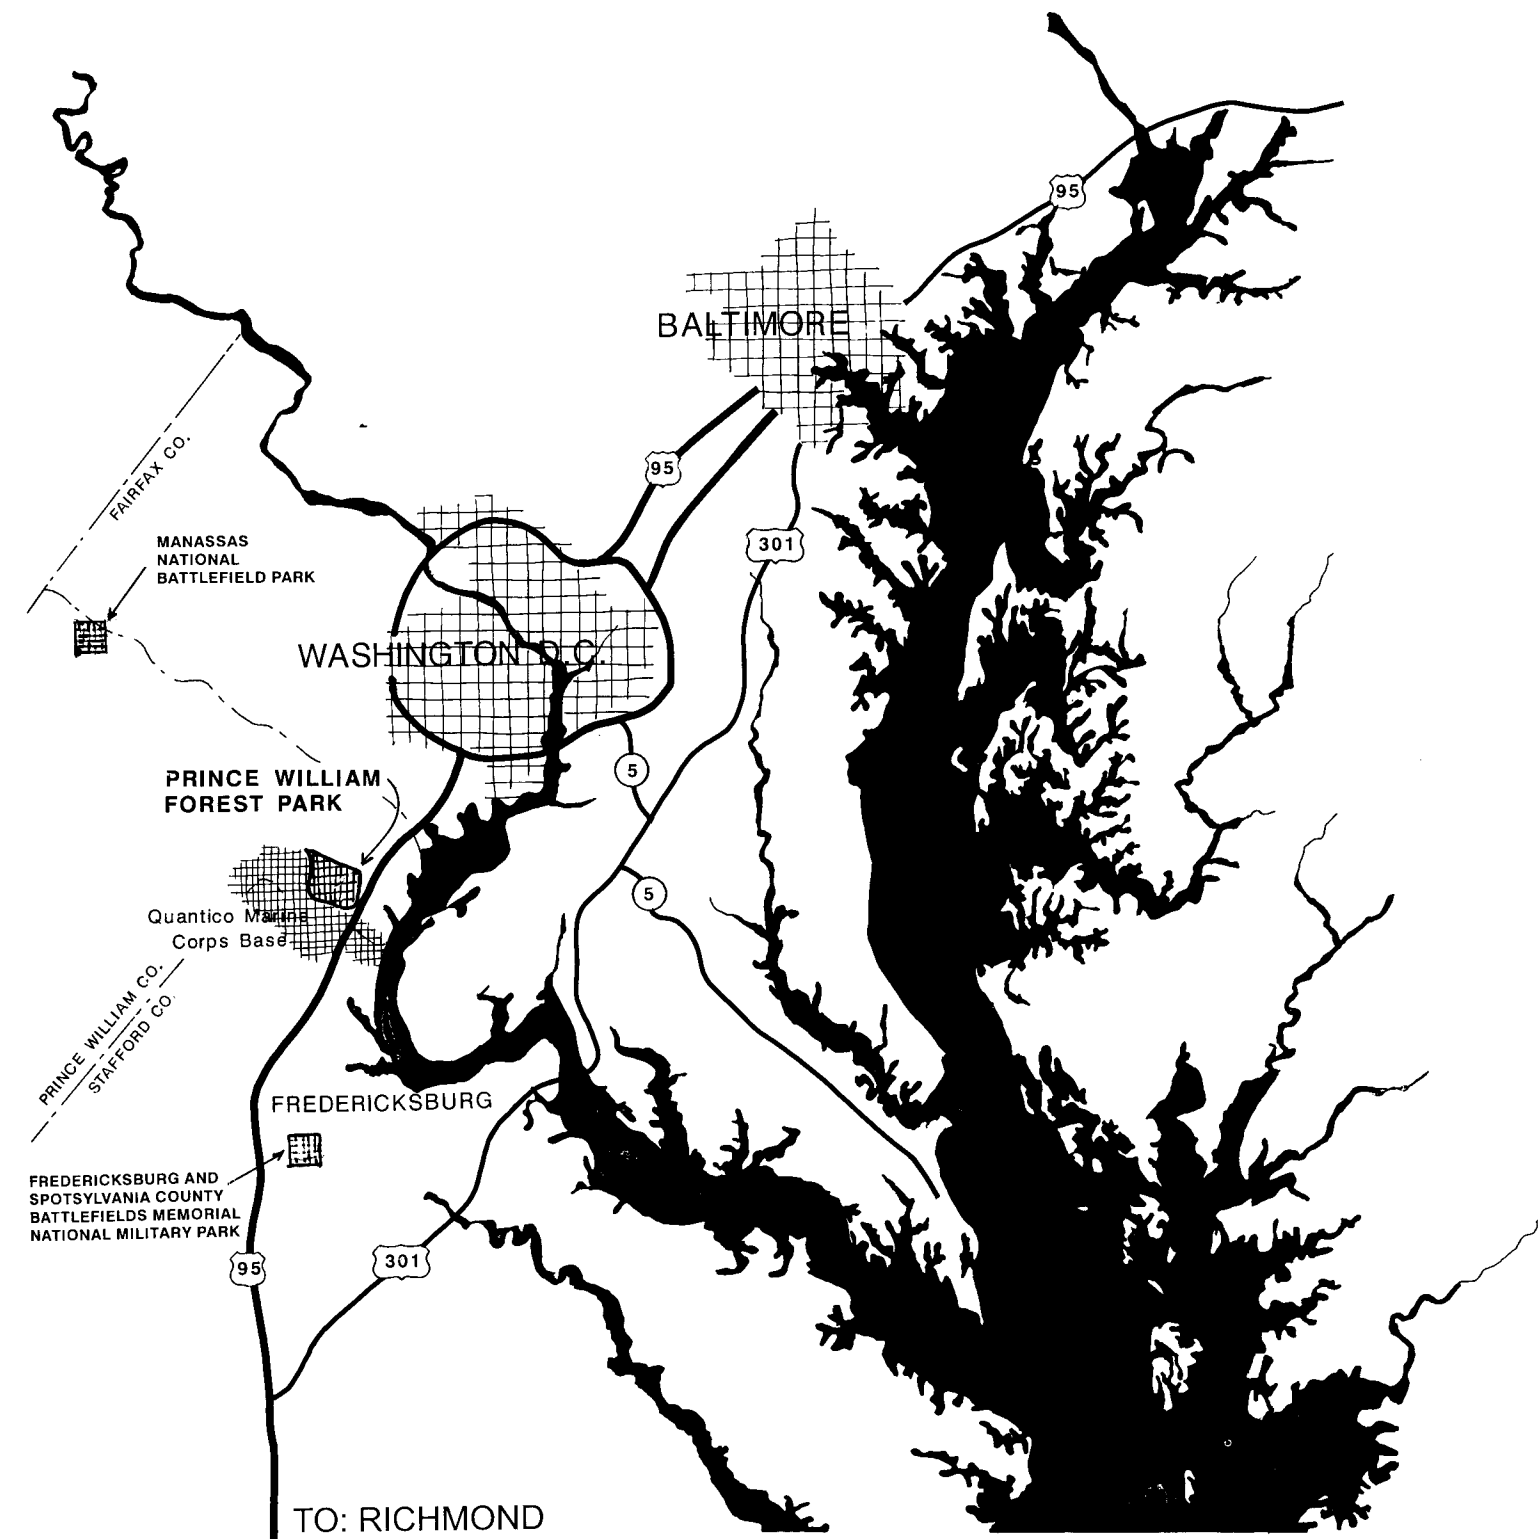 95
BALTIMORE
95
FAIRFAX CO.
301
MANASSAS
NATIONAL
BATTLEFIELD PARK
WASHINGTON D.C.
5
PRINCE WILLIAM
FOREST PARK
5
Quantico Marine
Corps Base
PRINCE WILLIAM CO.
STAFFORD CO.
FREDERICKSBURG
FREDERICKSBURG AND
SPOTSYLVANIA COUNTY
BATTLEFIELDS MEMORIAL
NATIONAL MILITARY PARK
95
301
TO: RICHMOND